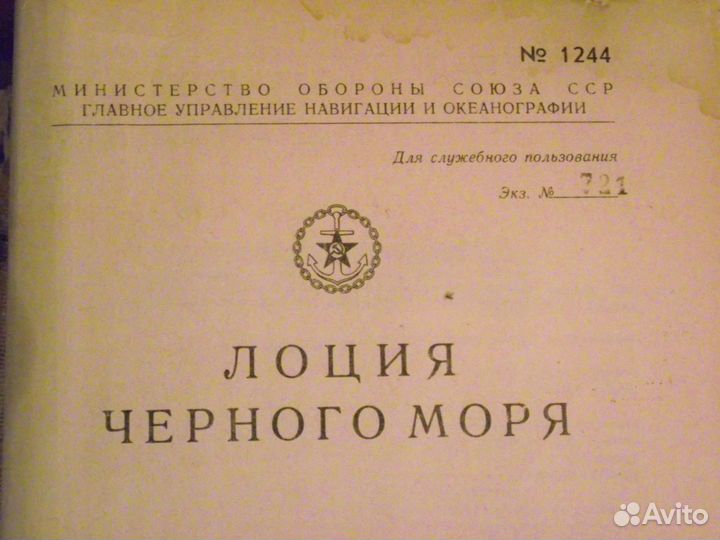 № 1244
МИНИСТЕРСТВО ОБОРОНЫ СОЮЗА ССР
ГЛАВНОЕ УПРАВЛЕНИЕ НАВИГАЦИИ И ОКЕАНОГРАФИИ
Для служебного пользования
Экз. № 721
ЛОЦИЯ
ЧЕРНОГО МОРЯ
Avito